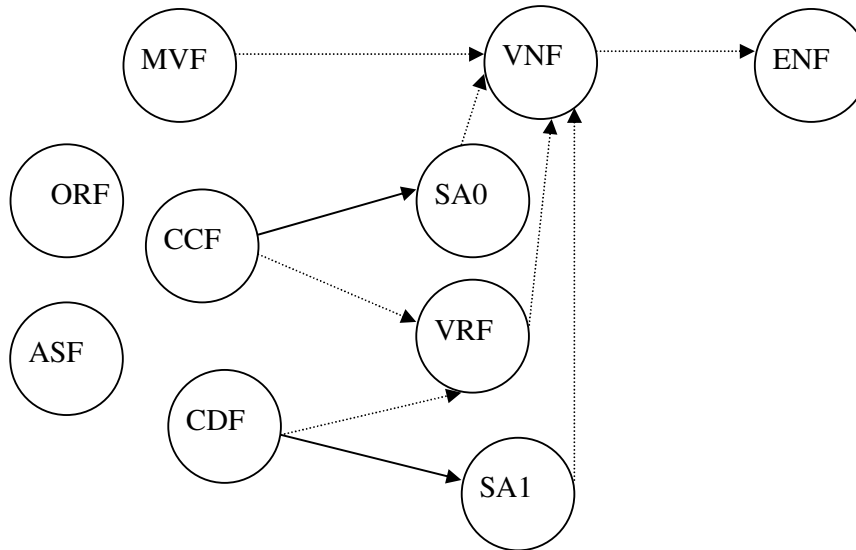 MVF
VNF
ENF
ORF
SA0
CCF
VRF
ASF
CDF
SA1